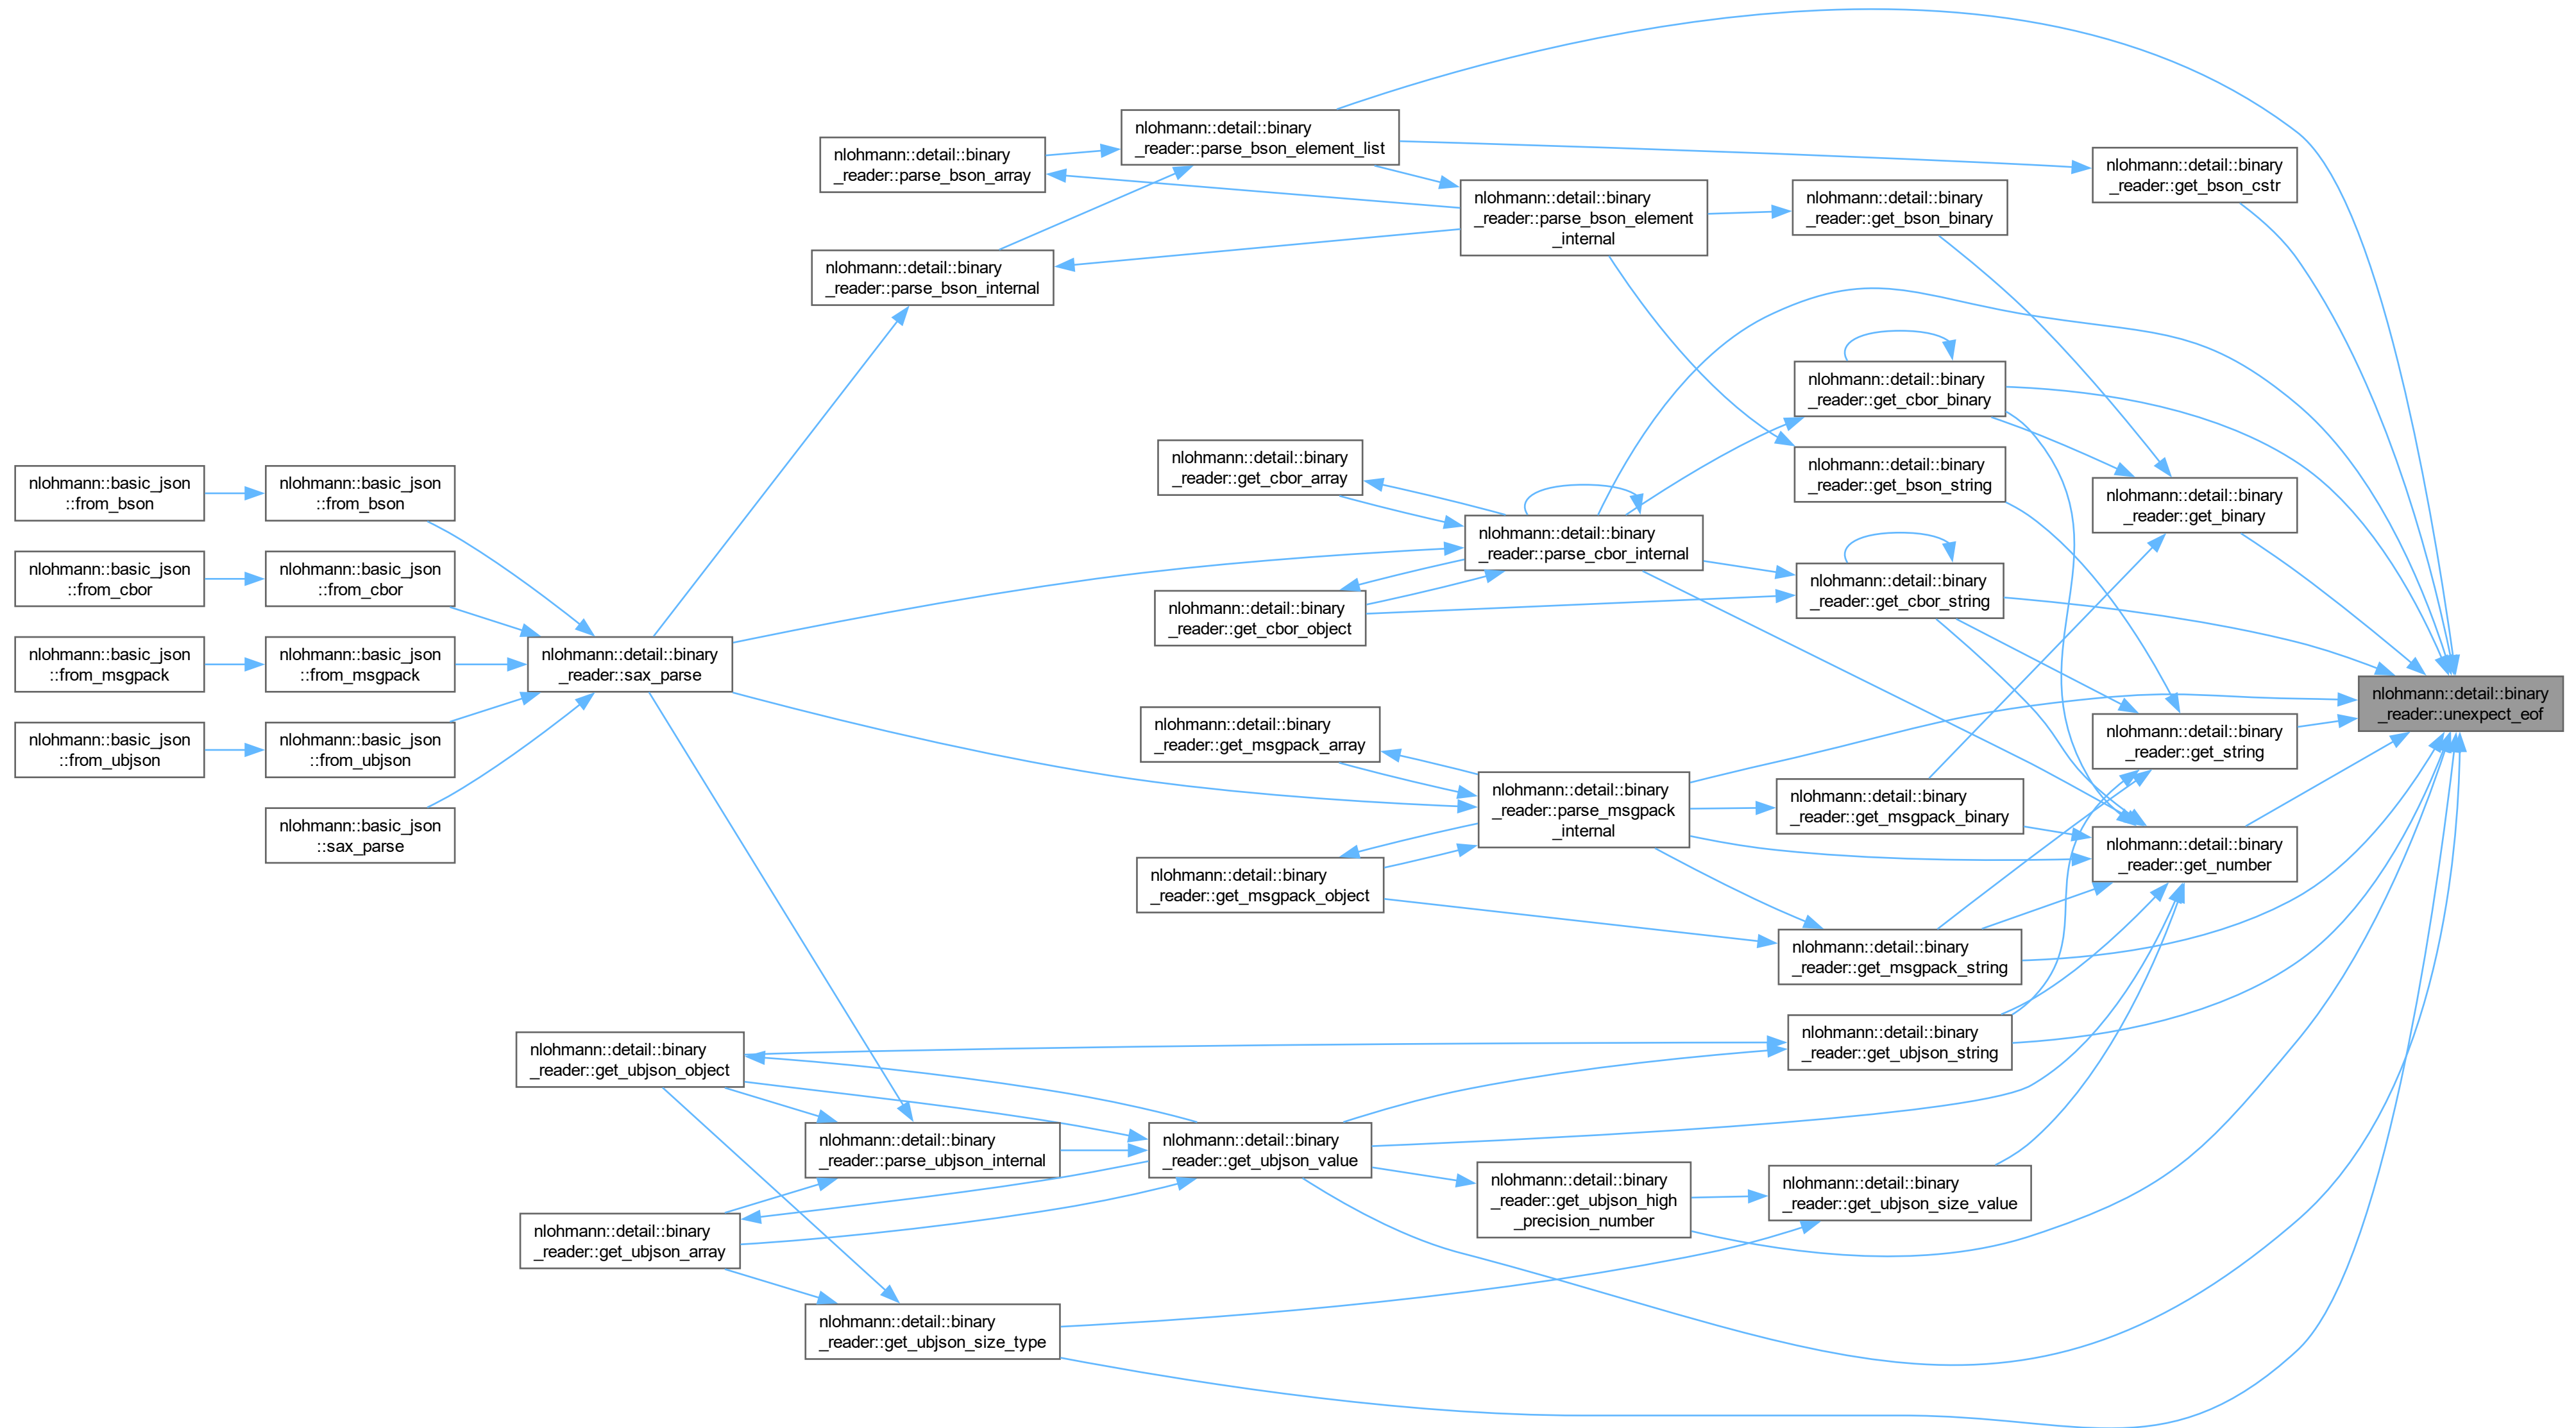 nlohmann::detail::binary
_reader::parse_bson_element_list
nlohmann::detail::binary
_reader::parse_bson_array
nlohmann::detail::binary
_reader::get_bson_cstr
nlohmann::detail::binary
_reader::parse_bson_element
_internal
nlohmann::detail::binary
_reader::get_bson_binary
nlohmann::detail::binary
_reader::parse_bson_internal
nlohmann::detail::binary
_reader::get_cbor_binary
nlohmann::detail::binary
_reader::get_cbor_array
nlohmann::detail::binary
_reader::get_bson_string
nlohmann::basic_json
::from_bson
nlohmann::basic_json
::from_bson
nlohmann::detail::binary
_reader::get_binary
nlohmann::detail::binary
_reader::parse_cbor_internal
nlohmann::basic_json
::from_cbor
nlohmann::basic_json
::from_cbor
nlohmann::detail::binary
_reader::get_cbor_string
nlohmann::detail::binary
_reader::get_cbor_object
nlohmann::basic_json
::from_msgpack
nlohmann::basic_json
::from_msgpack
nlohmann::detail::binary
_reader::sax_parse
nlohmann::detail::binary
_reader::unexpect_eof
nlohmann::detail::binary
_reader::get_msgpack_array
nlohmann::detail::binary
_reader::get_string
nlohmann::basic_json
::from_ubjson
nlohmann::basic_json
::from_ubjson
nlohmann::detail::binary
_reader::parse_msgpack
_internal
nlohmann::detail::binary
_reader::get_msgpack_binary
nlohmann::basic_json
::sax_parse
nlohmann::detail::binary
_reader::get_number
nlohmann::detail::binary
_reader::get_msgpack_object
nlohmann::detail::binary
_reader::get_msgpack_string
nlohmann::detail::binary
_reader::get_ubjson_string
nlohmann::detail::binary
_reader::get_ubjson_object
nlohmann::detail::binary
_reader::parse_ubjson_internal
nlohmann::detail::binary
_reader::get_ubjson_value
nlohmann::detail::binary
_reader::get_ubjson_high
_precision_number
nlohmann::detail::binary
_reader::get_ubjson_size_value
nlohmann::detail::binary
_reader::get_ubjson_array
nlohmann::detail::binary
_reader::get_ubjson_size_type